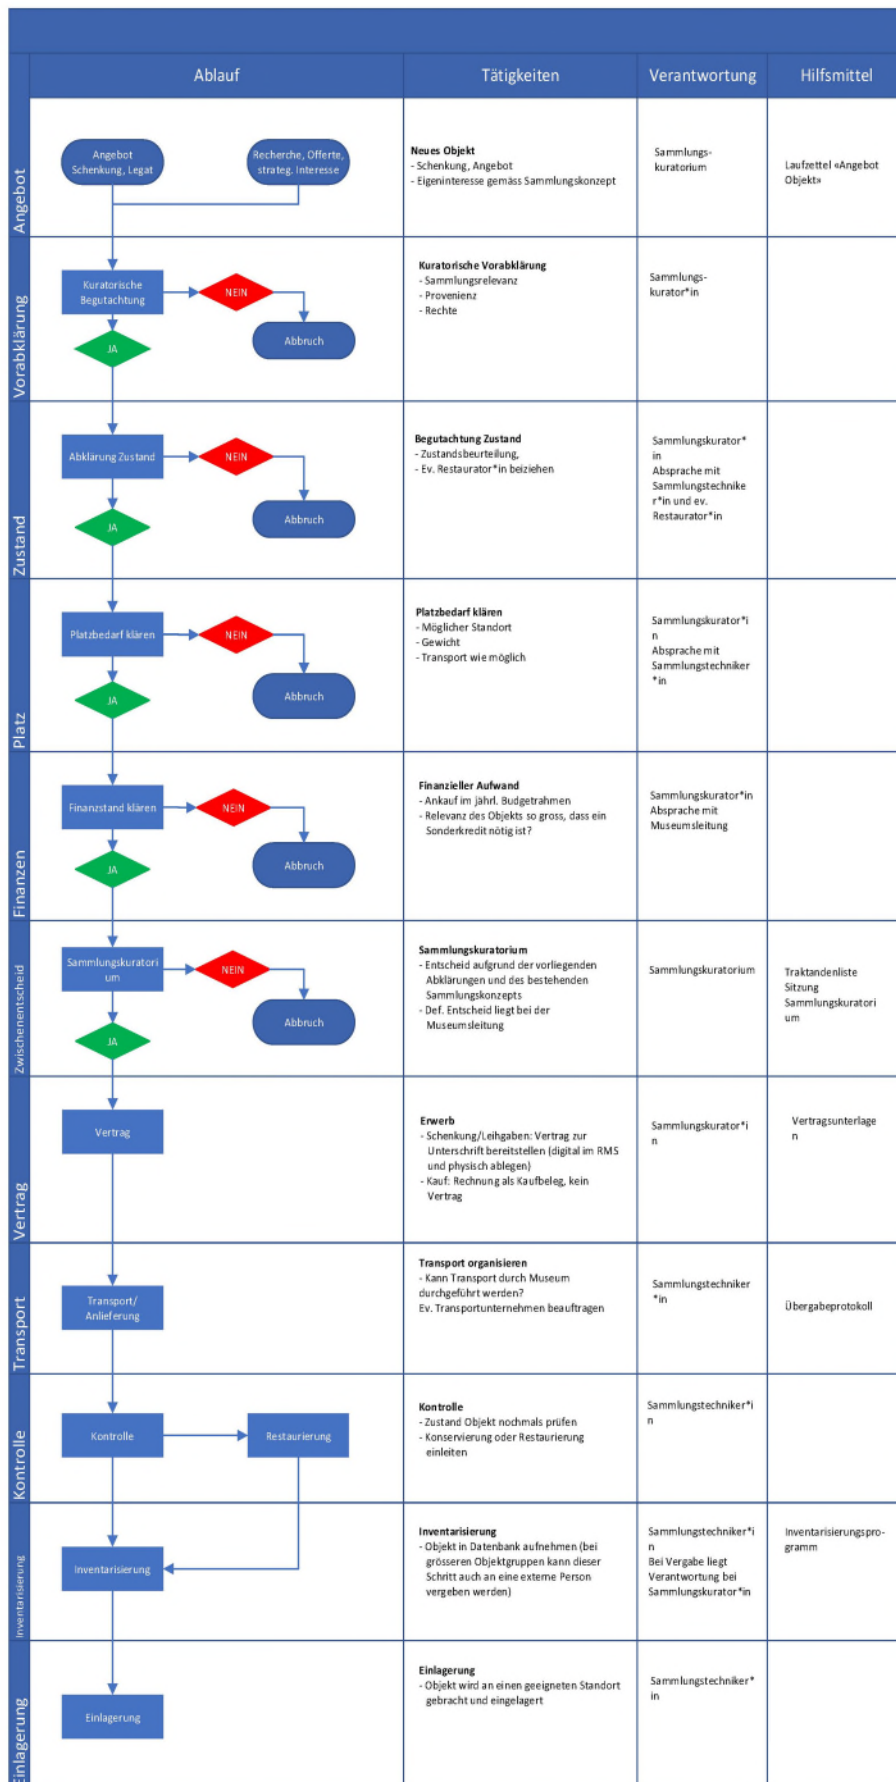 Ablauf
Tätigkeiten
Verantwortung
Hilfsmittel
Angebot
Angebot
Schenkung, Legat
Recherche, Offerte,
strateg. Interesse
Neues Objekt
- Schenkung, Angebot
- Eigeninteresse gemäss Sammlungskonzept
Sammlungs-
kuratorium
Laufzettel «Angebot
Objekt»
Vorabklärung
Kuratorische
Begutachtung
NEIN
Abbruch
JA
Kuratorische Vorabklärung
- Sammlungsrelevanz
- Provenienz
- Rechte
Sammlungs-
kurator*in
Zustand
Abklärung Zustand
NEIN
Abbruch
JA
Begutachtung Zustand
- Zustandsbeurteilung,
- Ev. Restaurator*in beiziehen
Sammlungskurator*
in
Absprache mit
Sammlungstechnike
r*in und ev.
Restaurator*in
Platz
Platzbedarf klären
NEIN
Abbruch
JA
Platzbedarf klären
- Möglicher Standort
- Gewicht
- Transport wie möglich
Sammlungskurator*i
n
Absprache mit
Sammlungstechniker
*in
Finanzen
Finanzstand klären
NEIN
Abbruch
JA
Finanzieller Aufwand
- Ankauf im jährl. Budgetrahmen
- Relevanz des Objekts so gross, dass ein
Sonderkredit nötig ist?
Sammlungskurator*in
Absprache mit
Museumsleitung
Zwischenentscheid
Sammlungskuratori
um
NEIN
Abbruch
JA
Sammlungskuratorium
- Entscheid aufgrund der vorliegenden
Abklärungen und des bestehenden
Sammlungskonzepts
- Def. Entscheid liegt bei der
Museumsleitung
Sammlungskuratorium
Traktandenliste
Sitzung
Sammlungskuratori
um
Vertrag
Vertrag
Erwerb
- Schenkung/Leihgaben: Vertrag zur
Unterschrift bereitstellen (digital im RMS
und physisch ablegen)
- Kauf: Rechnung als Kaufbeleg, kein
Vertrag
Sammlungskurator*i
n
Vertragsunterlage
n
Transport
Transport/
Anlieferung
Transport organisieren
- Kann Transport durch Museum
durchgeführt werden?
Ev. Transportunternehmen beauftragen
Sammlungstechniker
*in
Übergabeprotokoll
Kontrolle
Kontrolle
Restaurierung
Kontrolle
- Zustand Objekt nochmals prüfen
- Konservierung oder Restaurierung
einleiten
Sammlungstechniker*i
n
Inventarisierung
Inventarisierung
Inventarisierung
- Objekt in Datenbank aufnehmen (bei
grösseren Objektgruppen kann dieser
Schritt auch an eine externe Person
vergeben werden)
Sammlungstechniker*i
n
Bei Vergabe liegt
Verantwortung bei
Sammlungskurator*in
Inventarisierungspro-
gramm
Einlagerung
Einlagerung
Einlagerung
- Objekt wird an einen geeigneten Standort
gebracht und eingelagert
Sammlungstechniker*
in